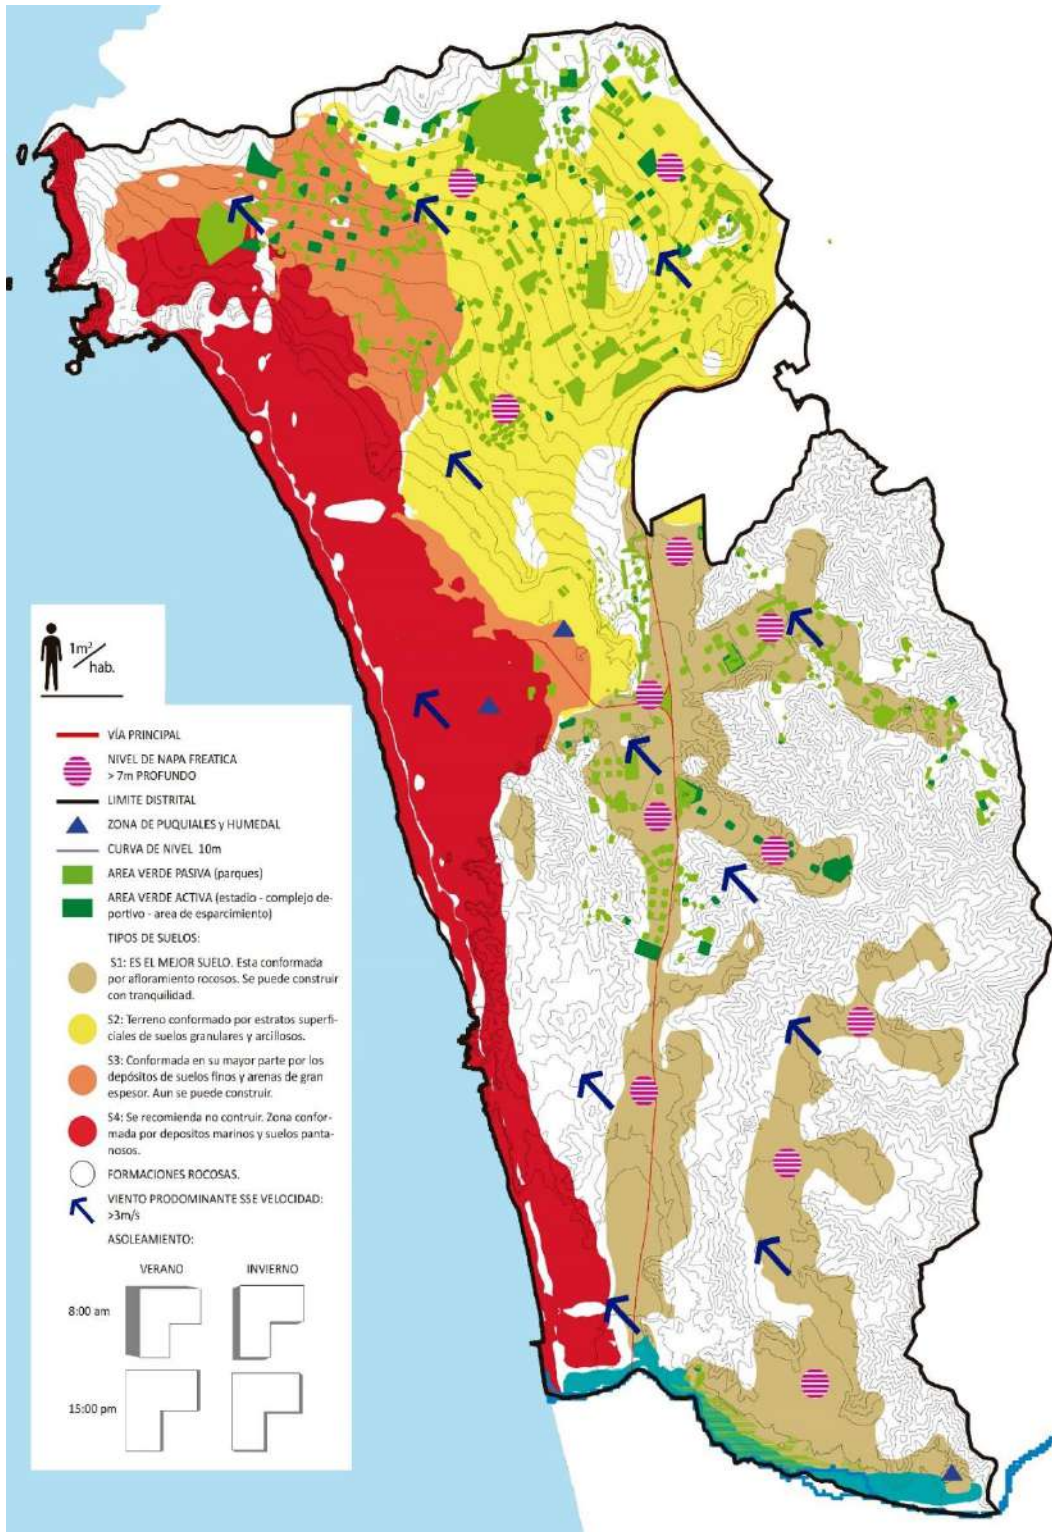 1m²/
hab.
VÍA PRINCIPAL
NIVEL DE NAPA FREATICA
> 7m PROFUNDO
LIMITE DISTRITAL
ZONA DE PUQUIALES y HUMEDAL
CURVA DE NIVEL 10m
AREA VERDE PASIVA (parques)
AREA VERDE ACTIVA (estadio - complejo de-
portivo - area de esparcimiento)
TIPOS DE SUELOS:
S1: ES EL MEJOR SUELO. Esta conformada
por afloramiento rocosos. Se puede construir
con tranquilidad.
S2: Terreno conformado por estratos superfi-
ciales de suelos granulares y arcillosos.
S3: Conformada en su mayor parte por los
depósitos de suelos finos y arenas de gran
espesor. Aun se puede construir.
S4: Se recomienda no contruir. Zona confor-
mada por depositos marinos y suelos panta-
nosos.
FORMACIONES ROCOSAS.
VIENTO PRODOMINANTE SSE VELOCIDAD:
>3m/s
ASOLEAMIENTO:
VERANO INVIERNO
8:00 am
15:00 pm